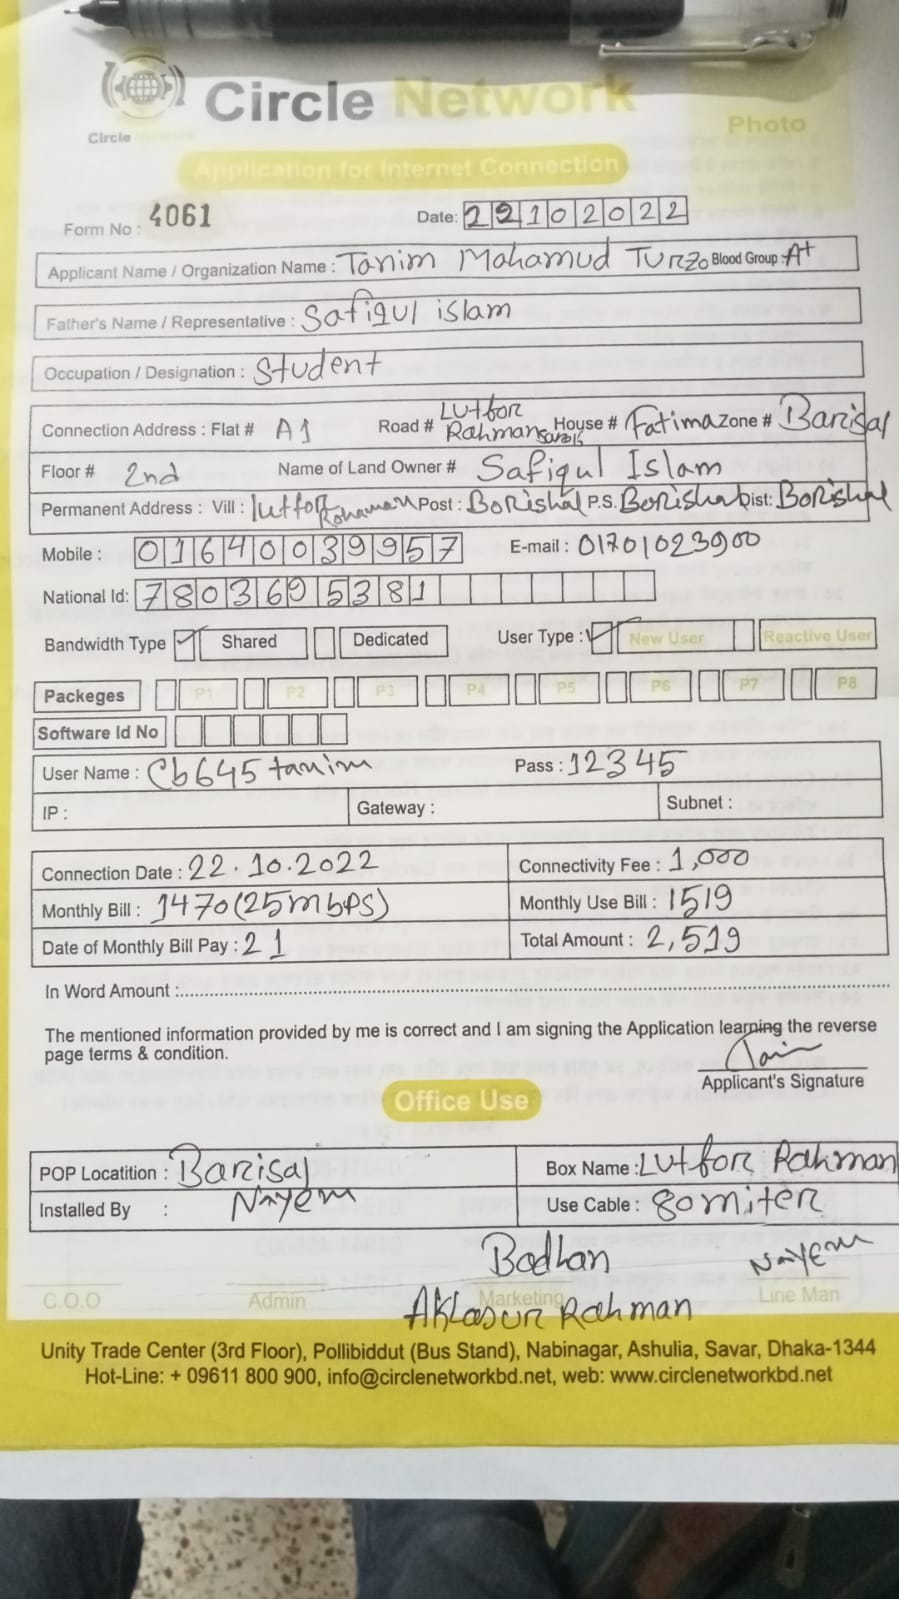 Circle Network
Circle Network
Photo
Application for Internet Connection
Form No : 4061 Date: 22102022
Applicant Name / Organization Name : Tanim Mahamud Turzo Blood Group : A+
Father's Name / Representative : Safiqul islam
Occupation / Designation : Student
Connection Address : Flat # A1 Road # Lutfor Rahman House # Fatima Zone # Barisal
Floor # 2nd Name of Land Owner # Safiqul Islam
Permanent Address : Vill : lutfor Rohaman Post : Borishal P.S. Borishal Dist: Borishal
Mobile : 01640039957 E-mail : 01701023900
National Id: 7803695381
Bandwidth Type Shared Dedicated User Type : New User Reactive User
Packeges P1 P2 P3 P4 P5 P6 P7 P8
Software Id No
User Name : Cb645tanim Pass : 12345
IP : Gateway : Subnet :
Connection Date : 22.10.2022 Connectivity Fee : 1,000
Monthly Bill : 1470(25mbps) Monthly Use Bill : 1519
Date of Monthly Bill Pay : 21 Total Amount : 2,519
In Word Amount :
The mentioned information provided by me is correct and I am signing the Application learning the reverse
page terms & condition.
Applicant's Signature
Office Use
POP Locatition : Barisal Box Name : Lutfor Rahman
Installed By : Nayem Use Cable : 80 miter
Bodhan Nayem
C.O.O Admin Marketing Line Man
Aklasur Rahman
Unity Trade Center (3rd Floor), Pollibiddut (Bus Stand), Nabinagar, Ashulia, Savar, Dhaka-1344
Hot-Line: + 09611 800 900, info@circlenetworkbd.net, web: www.circlenetworkbd.net